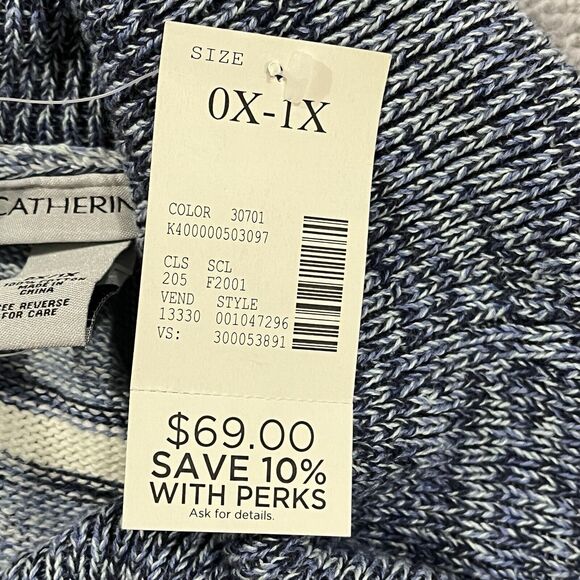 SIZE
0X-1X
COLOR 30701
K400000503097
CLS SCL
205 F2001
VEND STYLE
13330 001047296
VS: 300053891
$69.00
SAVE 10%
WITH PERKS
Ask for details.
CATHERIN
MADE IN
CHINA
SEE REVERSE
FOR CARE